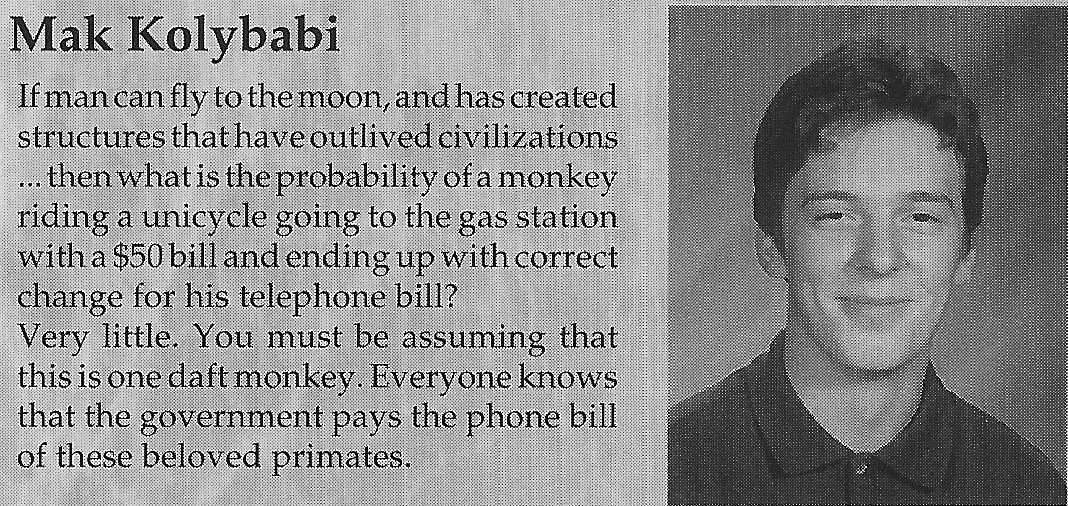 Mak Kolybabi
If man can fly to the moon, and has created
structures that have outlived civilizations
... then what is the probability of a monkey
riding a unicycle going to the gas station
with a $50 bill and ending up with correct
change for his telephone bill?
Very little. You must be assuming that
this is one daft monkey. Everyone knows
that the government pays the phone bill
of these beloved primates.